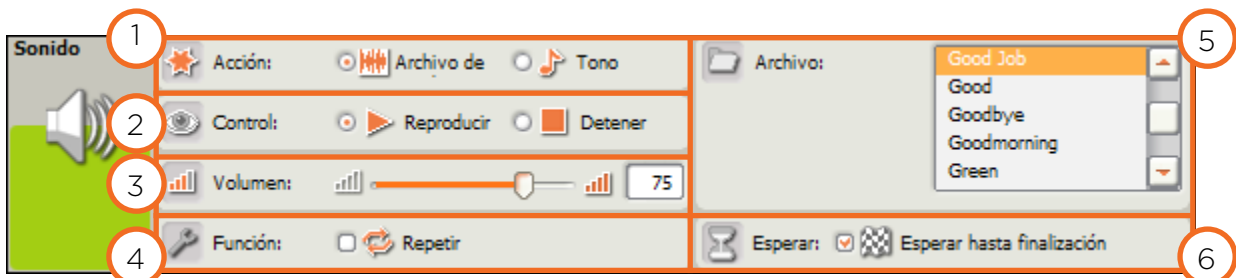 Sonido
1
Acción: Archivo de Tono
2
Control: Reproducir Detener
3
Volumen: 75
4
Función: Repetir
5
Archivo: Good Job
Good
Goodbye
Goodmorning
Green
6
Esperar: Esperar hasta finalización